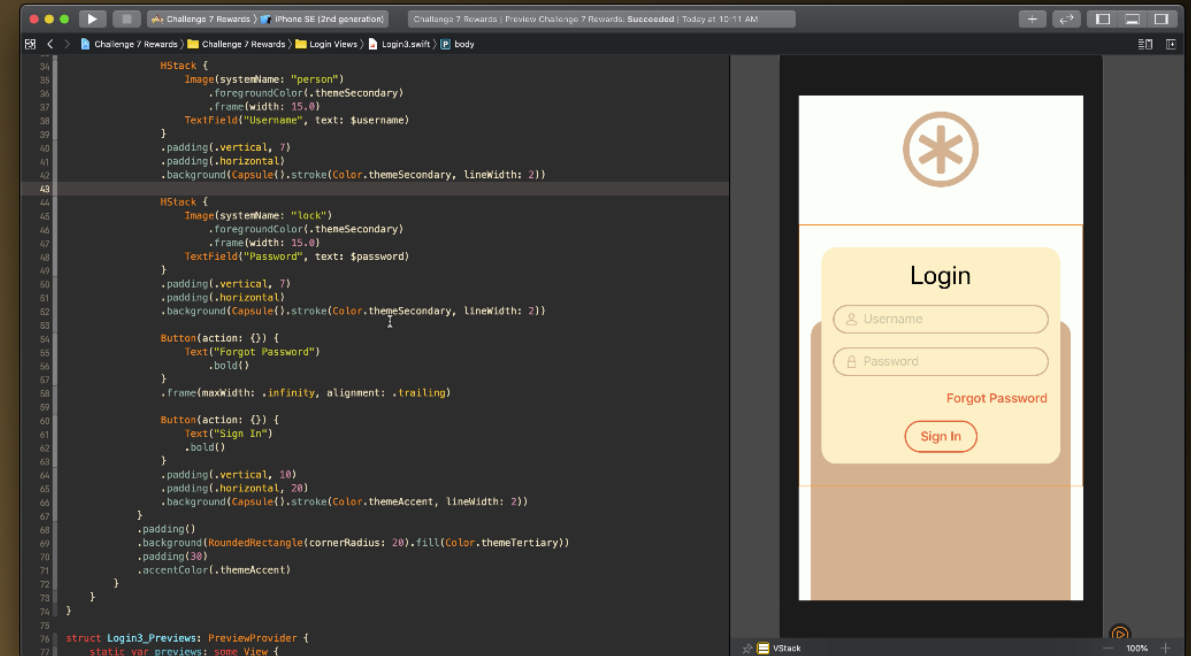 Challenge 7 Rewards 〉 iPhone SE (2nd generation)
Challenge 7 Rewards | Preview Challenge 7 Rewards: Succeeded | Today at 10:11 AM
Challenge 7 Rewards 〉 Challenge 7 Rewards 〉 Login Views 〉 Login3.swift 〉 P body
34 HStack {
35 Image(systemName: "person")
36 .foregroundColor(.themeSecondary)
37 .frame(width: 15.0)
38 TextField("Username", text: $username)
39 }
40 .padding(.vertical, 7)
41 .padding(.horizontal)
42 .background(Capsule().stroke(Color.themeSecondary, lineWidth: 2))
43
44 HStack {
45 Image(systemName: "lock")
46 .foregroundColor(.themeSecondary)
47 .frame(width: 15.0)
48 TextField("Password", text: $password)
49 }
50 .padding(.vertical, 7)
51 .padding(.horizontal)
52 .background(Capsule().stroke(Color.themeSecondary, lineWidth: 2))
53
54 Button(action: {}) {
55 Text("Forgot Password")
56 .bold()
57 }
58 .frame(maxWidth: .infinity, alignment: .trailing)
59
60 Button(action: {}) {
61 Text("Sign In")
62 .bold()
63 }
64 .padding(.vertical, 10)
65 .padding(.horizontal, 20)
66 .background(Capsule().stroke(Color.themeAccent, lineWidth: 2))
67 }
68 .padding()
69 .background(RoundedRectangle(cornerRadius: 20).fill(Color.themeTertiary))
70 .padding(30)
71 .accentColor(.themeAccent)
72 }
73 }
74 }
75
76 struct Login3_Previews: PreviewProvider {
77 static var previews: some View {
Login
Username
Password
Forgot Password
Sign In
VStack
100%